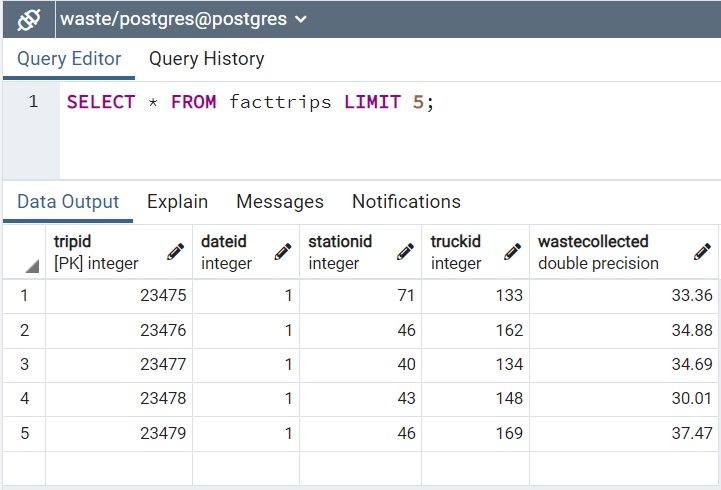 waste/postgres@postgres
Query Editor Query History
1 SELECT * FROM facttrips LIMIT 5;
Data Output Explain Messages Notifications
tripid dateid stationid truckid wastecollected
[PK] integer integer integer integer double precision
1 23475 1 71 133 33.36
2 23476 1 46 162 34.88
3 23477 1 40 134 34.69
4 23478 1 43 148 30.01
5 23479 1 46 169 37.47